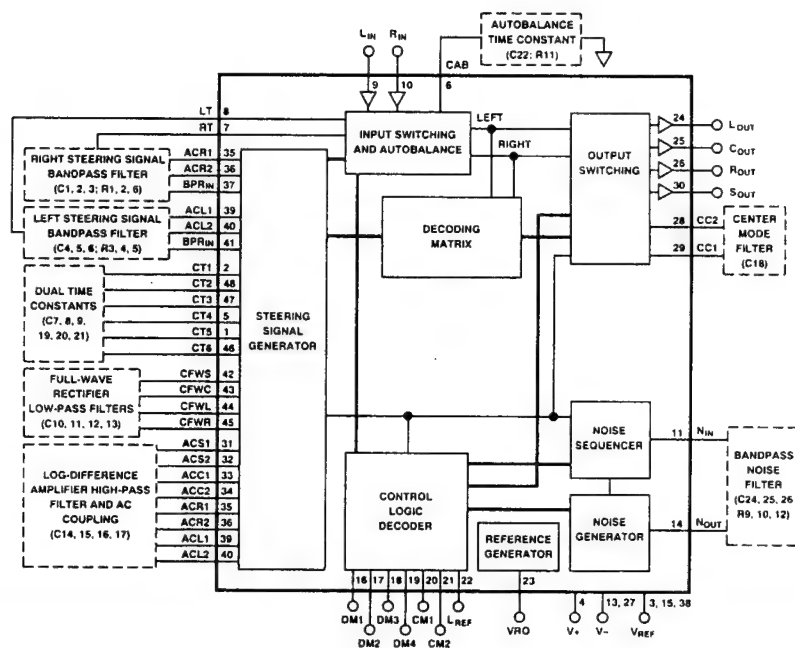 AUTOBALANCE
TIME CONSTANT
(C22; R11)
LIN RIN
CAB
9 10 6
LT 8
RT 7
INPUT SWITCHING
AND AUTOBALANCE
LEFT
RIGHT
OUTPUT
SWITCHING
24 LOUT
25 COUT
26 ROUT
30 SOUT
28 CC2
29 CC1
CENTER
MODE
FILTER
(C18)
RIGHT STEERING SIGNAL
BANDPASS FILTER
(C1, 2, 3; R1, 2, 6)
ACR1 35
ACR2 36
BPRIN 37
LEFT STEERING SIGNAL
BANDPASS FILTER
(C4, 5, 6; R3, 4, 5)
ACL1 39
ACL2 40
BPRIN 41
DECODING
MATRIX
DUAL TIME
CONSTANTS
(C7, 8, 9,
19, 20, 21)
CT1 2
CT2 48
CT3 47
CT4 5
CT5 1
CT6 46
STEERING
SIGNAL
GENERATOR
FULL-WAVE
RECTIFIER
LOW-PASS FILTERS
(C10, 11, 12, 13)
CFWS 42
CFWC 43
CFWL 44
CFWR 45
LOG-DIFFERENCE
AMPLIFIER HIGH-PASS
FILTER AND AC
COUPLING
(C14, 15, 16, 17)
ACS1 31
ACS2 32
ACC1 33
ACC2 34
ACR1 35
ACR2 36
ACL1 39
ACL2 40
CONTROL
LOGIC
DECODER
NOISE
SEQUENCER
11 NIN
BANDPASS
NOISE
FILTER
(C24, 25, 26
R9, 10, 12)
NOISE
GENERATOR
14 NOUT
REFERENCE
GENERATOR
16 17 18 19 20 21 22
23
4 13, 27 3, 15, 38
DM1 DM3 CM1 LREF
DM2 DM4 CM2
VRO V+ V– VREF